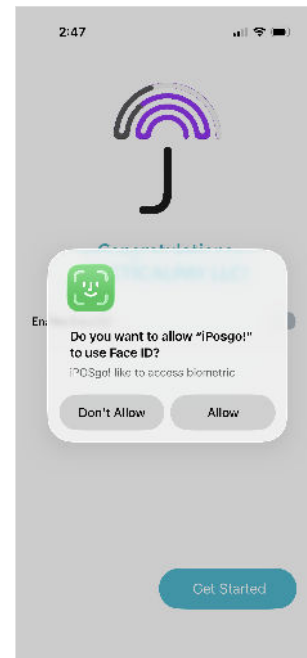 2:47
Congratulations
Do you want to allow “iPosgo!”
to use Face ID?
iPOSgo! like to access biometric
Don't Allow
Allow
Get Started